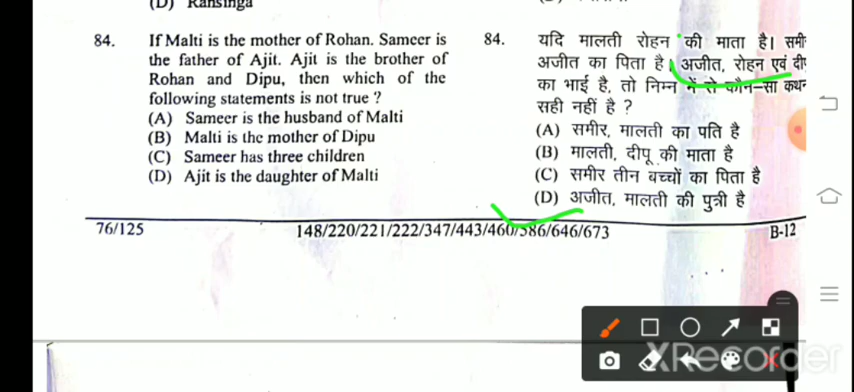 (D) Ransinga
84. If Malti is the mother of Rohan. Sameer is
the father of Ajit. Ajit is the brother of
Rohan and Dipu, then which of the
following statements is not true ?
(A) Sameer is the husband of Malti
(B) Malti is the mother of Dipu
(C) Sameer has three children
(D) Ajit is the daughter of Malti
84. यदि मालती रोहन की माता है। समी
अजीत का पिता है। अजीत, रोहन एवं दीपू
का भाई है, तो निम्न में से कौन-सा कथन
सही नहीं है ?
(A) समीर, मालती का पति है
(B) मालती, दीपू की माता है
(C) समीर तीन बच्चों का पिता है
(D) अजीत, मालती की पुत्री है
76/125 148/220/221/222/347/443/460/586/646/673 B-12
XRecorder